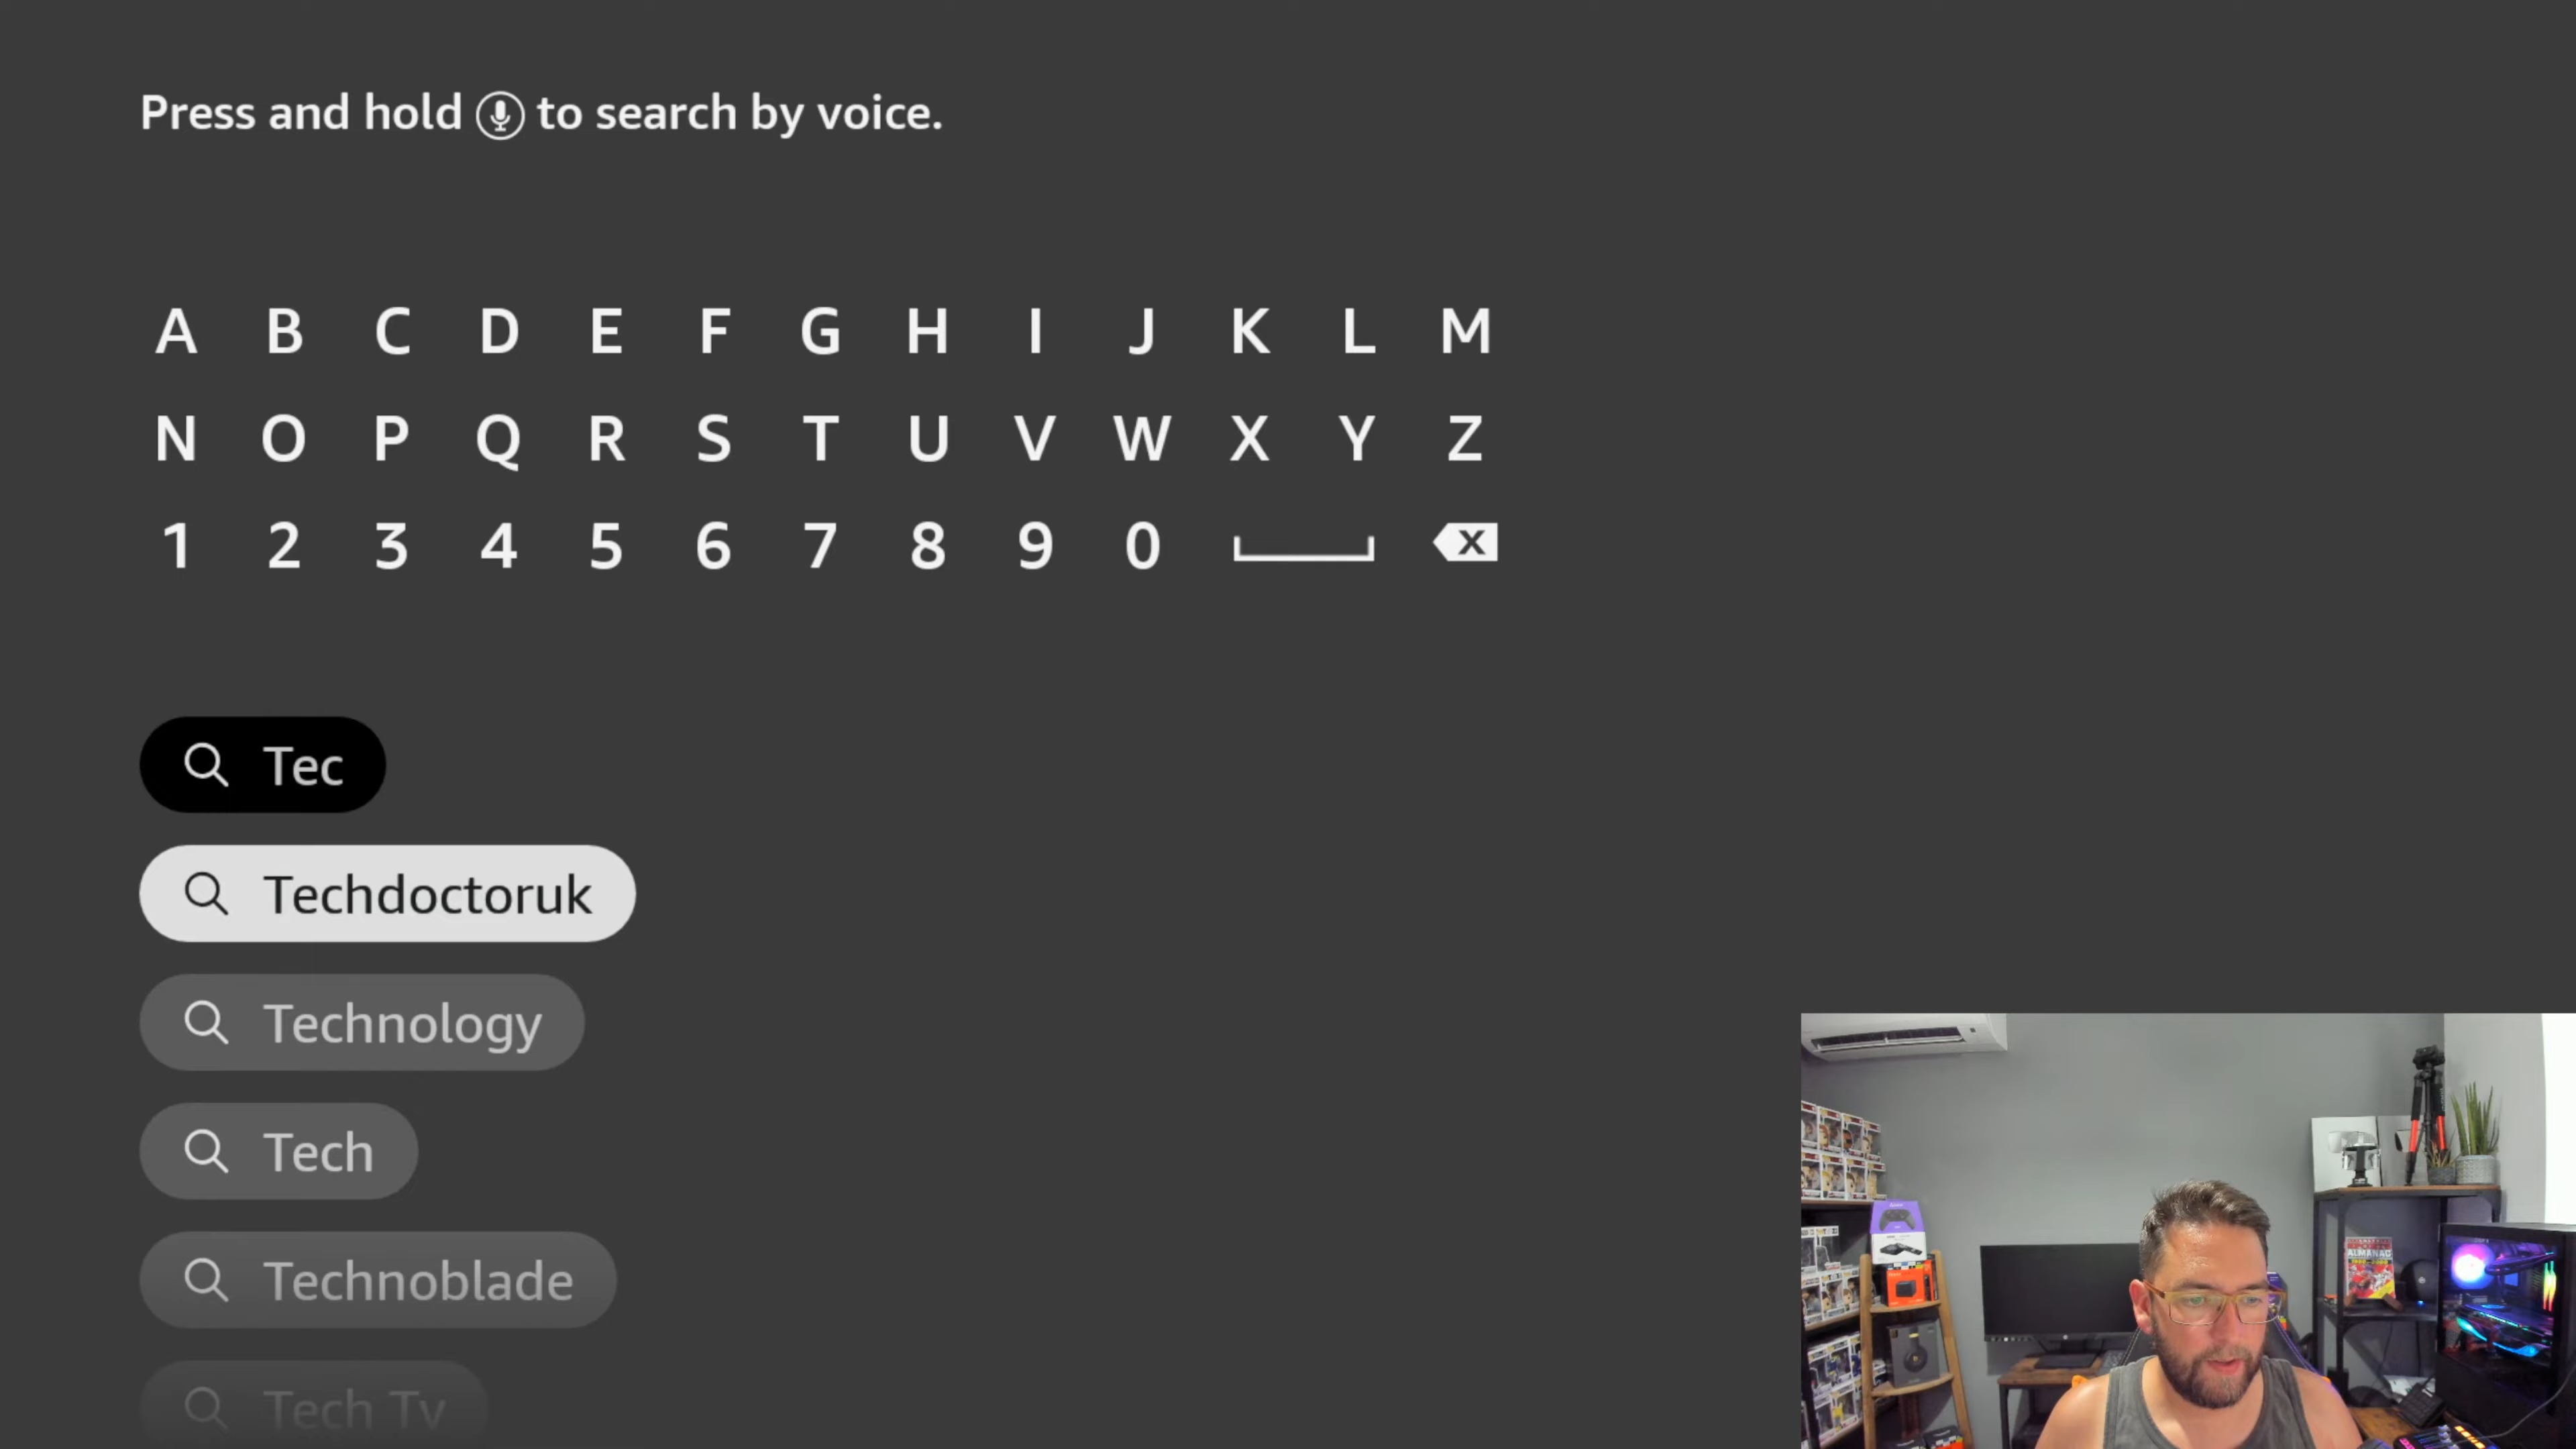 Press and hold to search by voice.
A B C D E F G H I J K L M
N O P Q R S T U V W X Y Z
1 2 3 4 5 6 7 8 9 0
Tec
Techdoctoruk
Technology
Tech
Technoblade
Tech Tv
ALMANAC